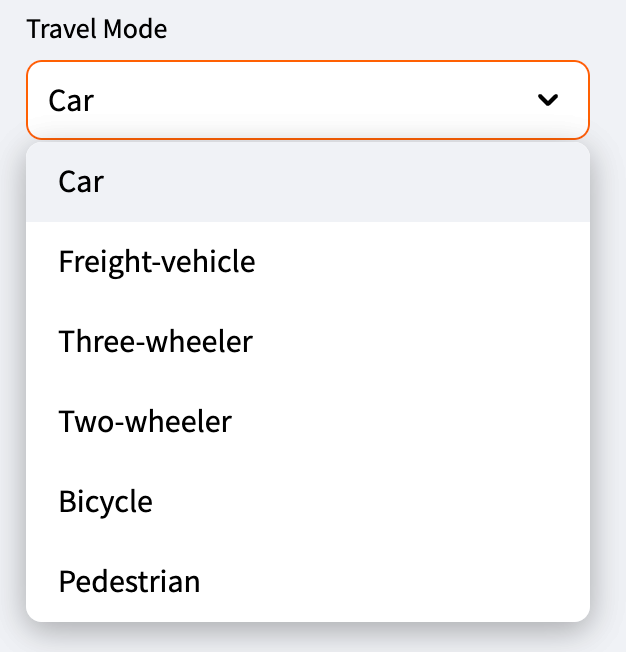 Travel Mode
Car
Car
Freight-vehicle
Three-wheeler
Two-wheeler
Bicycle
Pedestrian